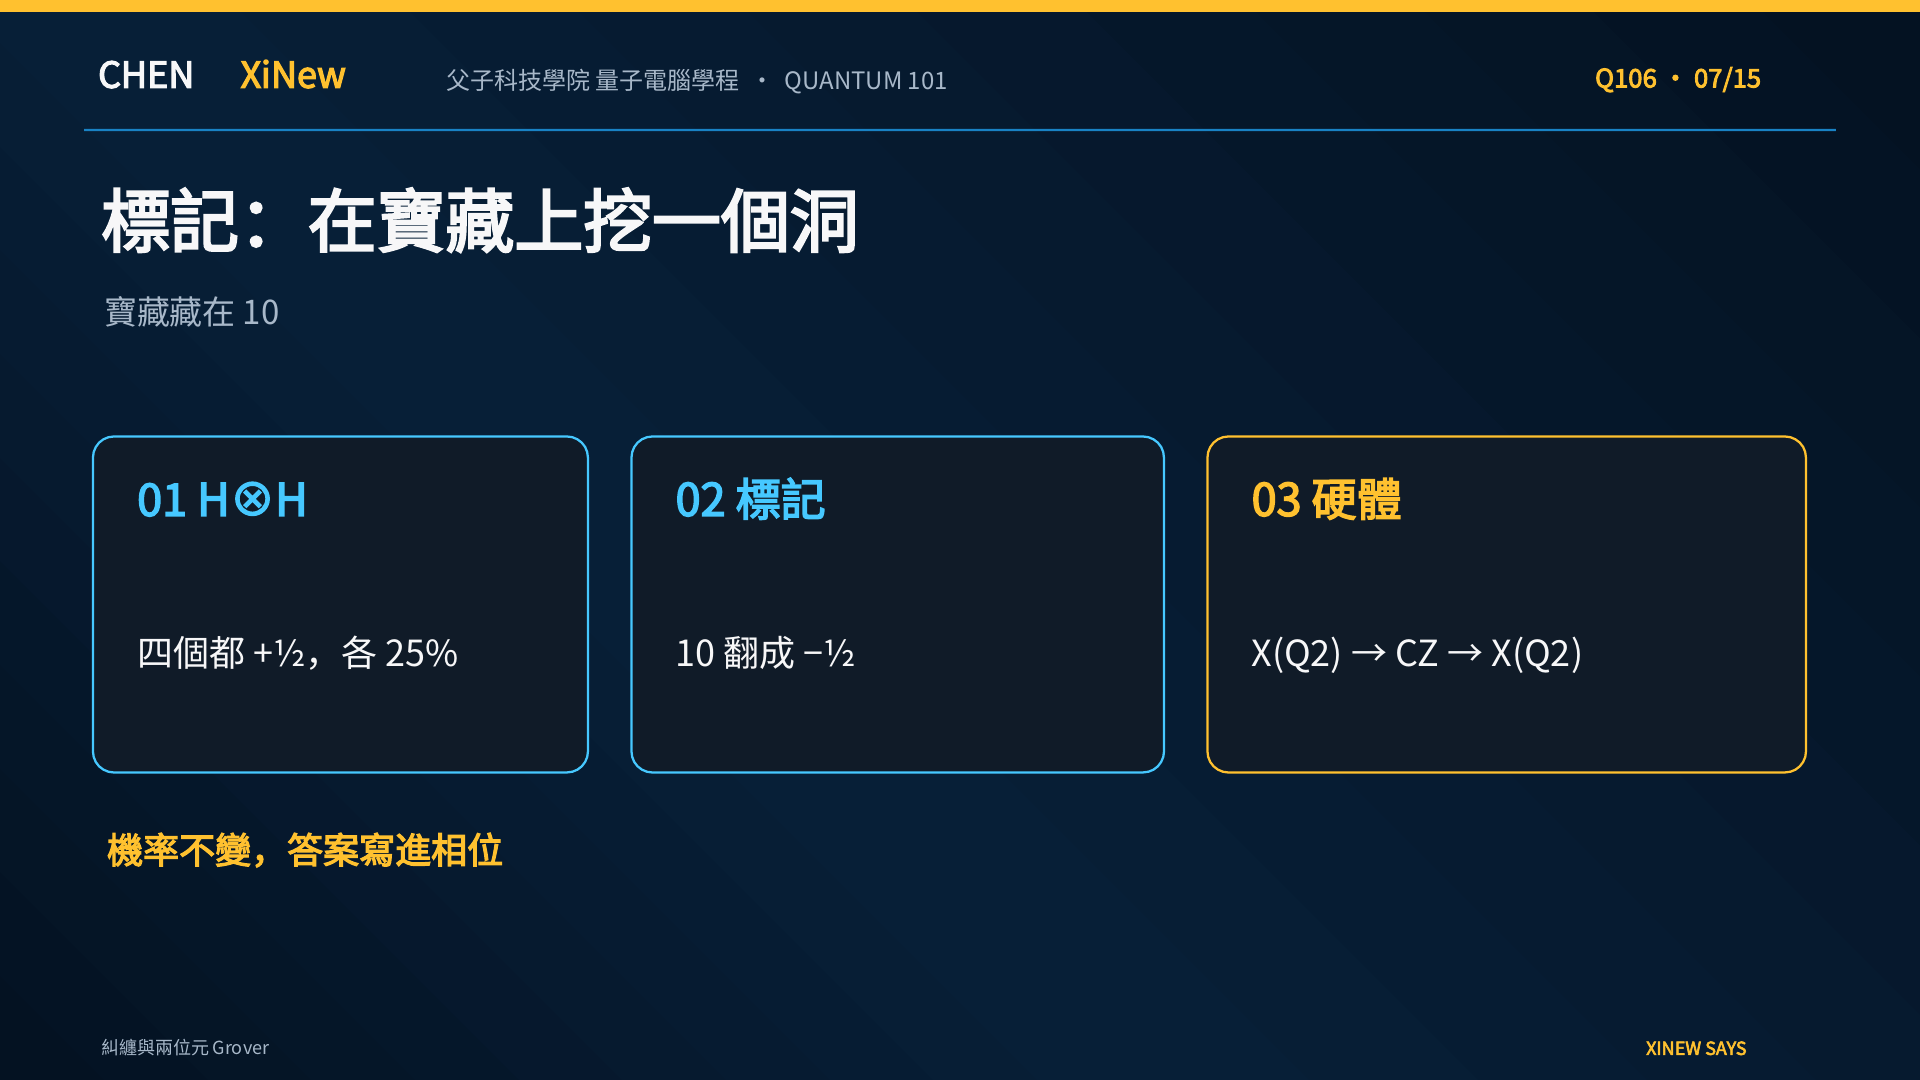 CHEN XiNew 父子科技學院 量子電腦學程 · QUANTUM 101 Q106 · 07/15
標記：在寶藏上挖一個洞
寶藏藏在 10
01 H⊗H
四個都 +½，各 25%
02 標記
10 翻成 −½
03 硬體
X(Q2) → CZ → X(Q2)
機率不變，答案寫進相位
糾纏與兩位元 Grover
XINEW SAYS